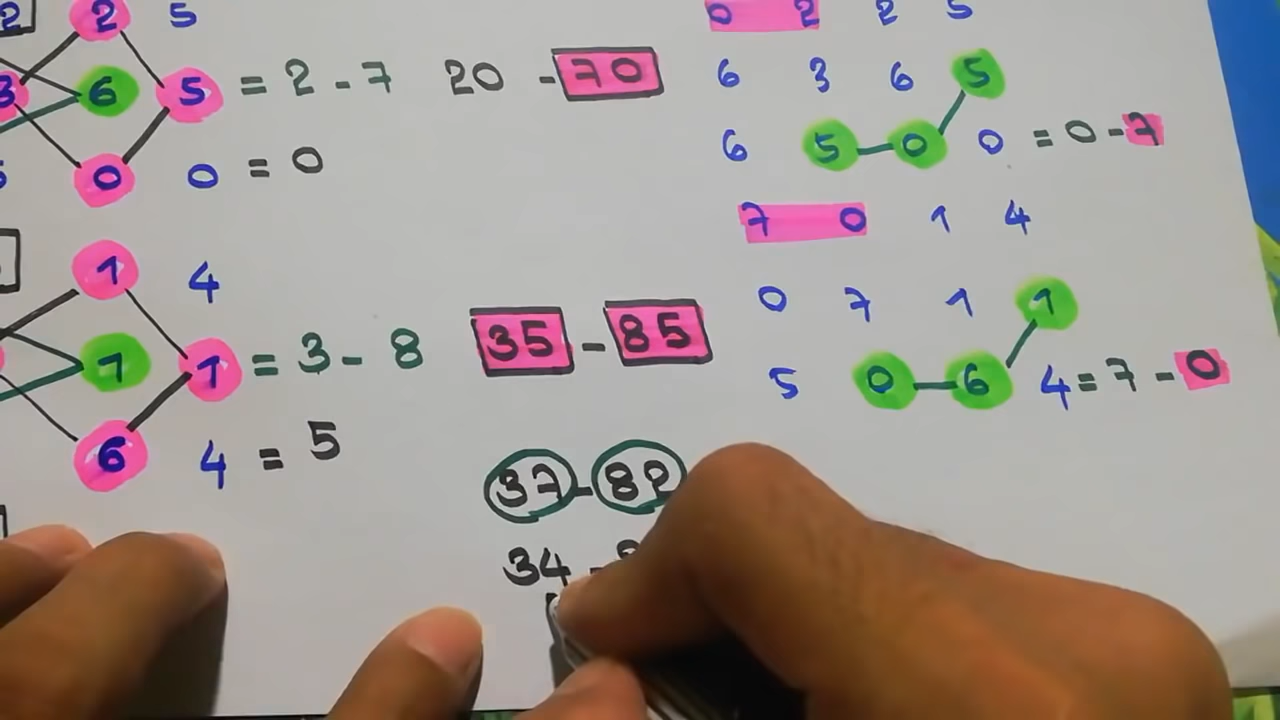 2 2 5
3 6 5 = 2 - 7 20 - 70
0 0 = 0
1 4
1 1 = 3 - 8 35 - 85
6 4 = 5
0 2 2 5
6 3 6 5
6 5 0 0 = 0 - 7
7 0 1 4
0 7 1 1
5 0 6 4 = 7 - 0
37 - 82
34 -